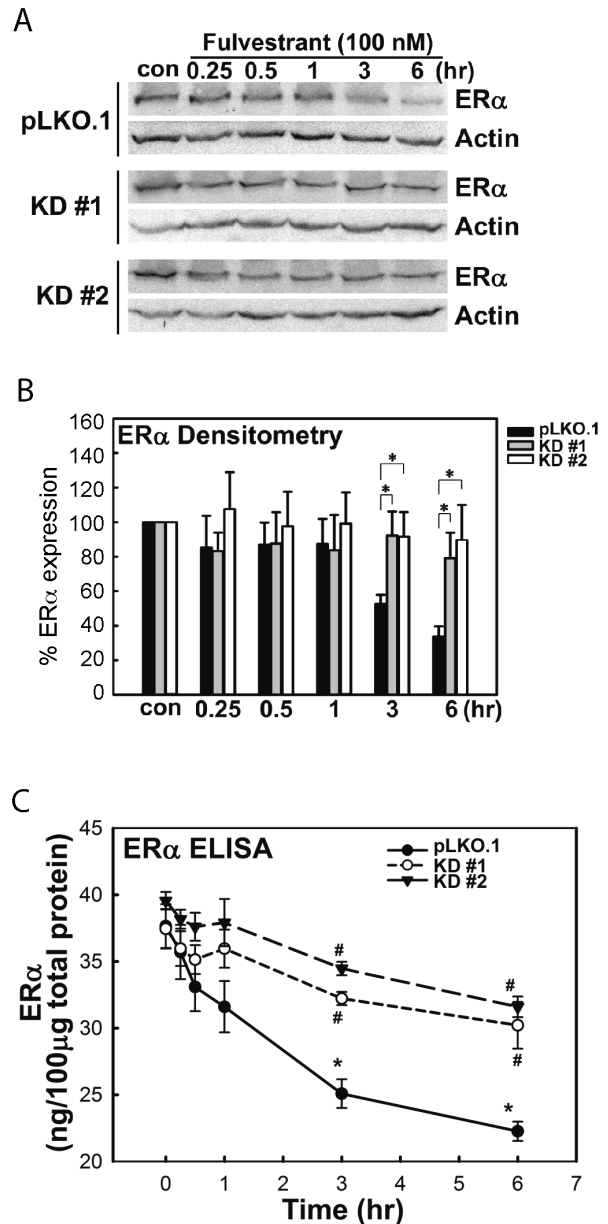 A
Fulvestrant (100 nM)
con 0.25 0.5 1 3 6 (hr)
pLKO.1
ERα
Actin
KD #1
ERα
Actin
KD #2
ERα
Actin
B
ERα Densitometry
pLKO.1
KD #1
KD #2
% ERα expression
160
140
120
100
80
60
40
20
0
* * * *
con 0.25 0.5 1 3 6 (hr)
C
ERα ELISA
pLKO.1
KD #1
KD #2
ERα
(ng/100µg total protein)
45
40
35
30
25
20
# #
# #
* *
0 1 2 3 4 5 6 7
Time (hr)